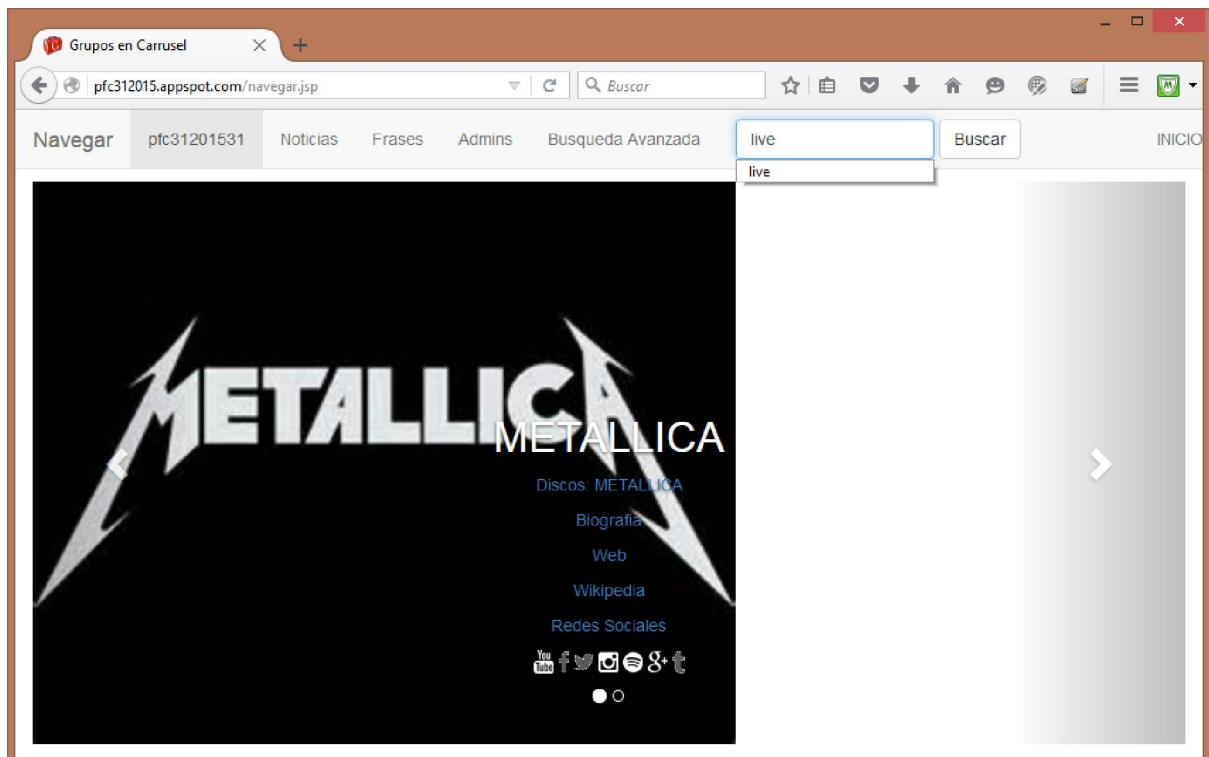 Grupos en Carrusel
pfc312015.appspot.com/navegar.jsp
Buscar
Navegar pfc31201531 Noticias Frases Admins Busqueda Avanzada live Buscar INICIO
live
METALLICA
METALLICA
Discos: METALLICA
Biografia
Web
Wikipedia
Redes Sociales
You Tube f g+ t